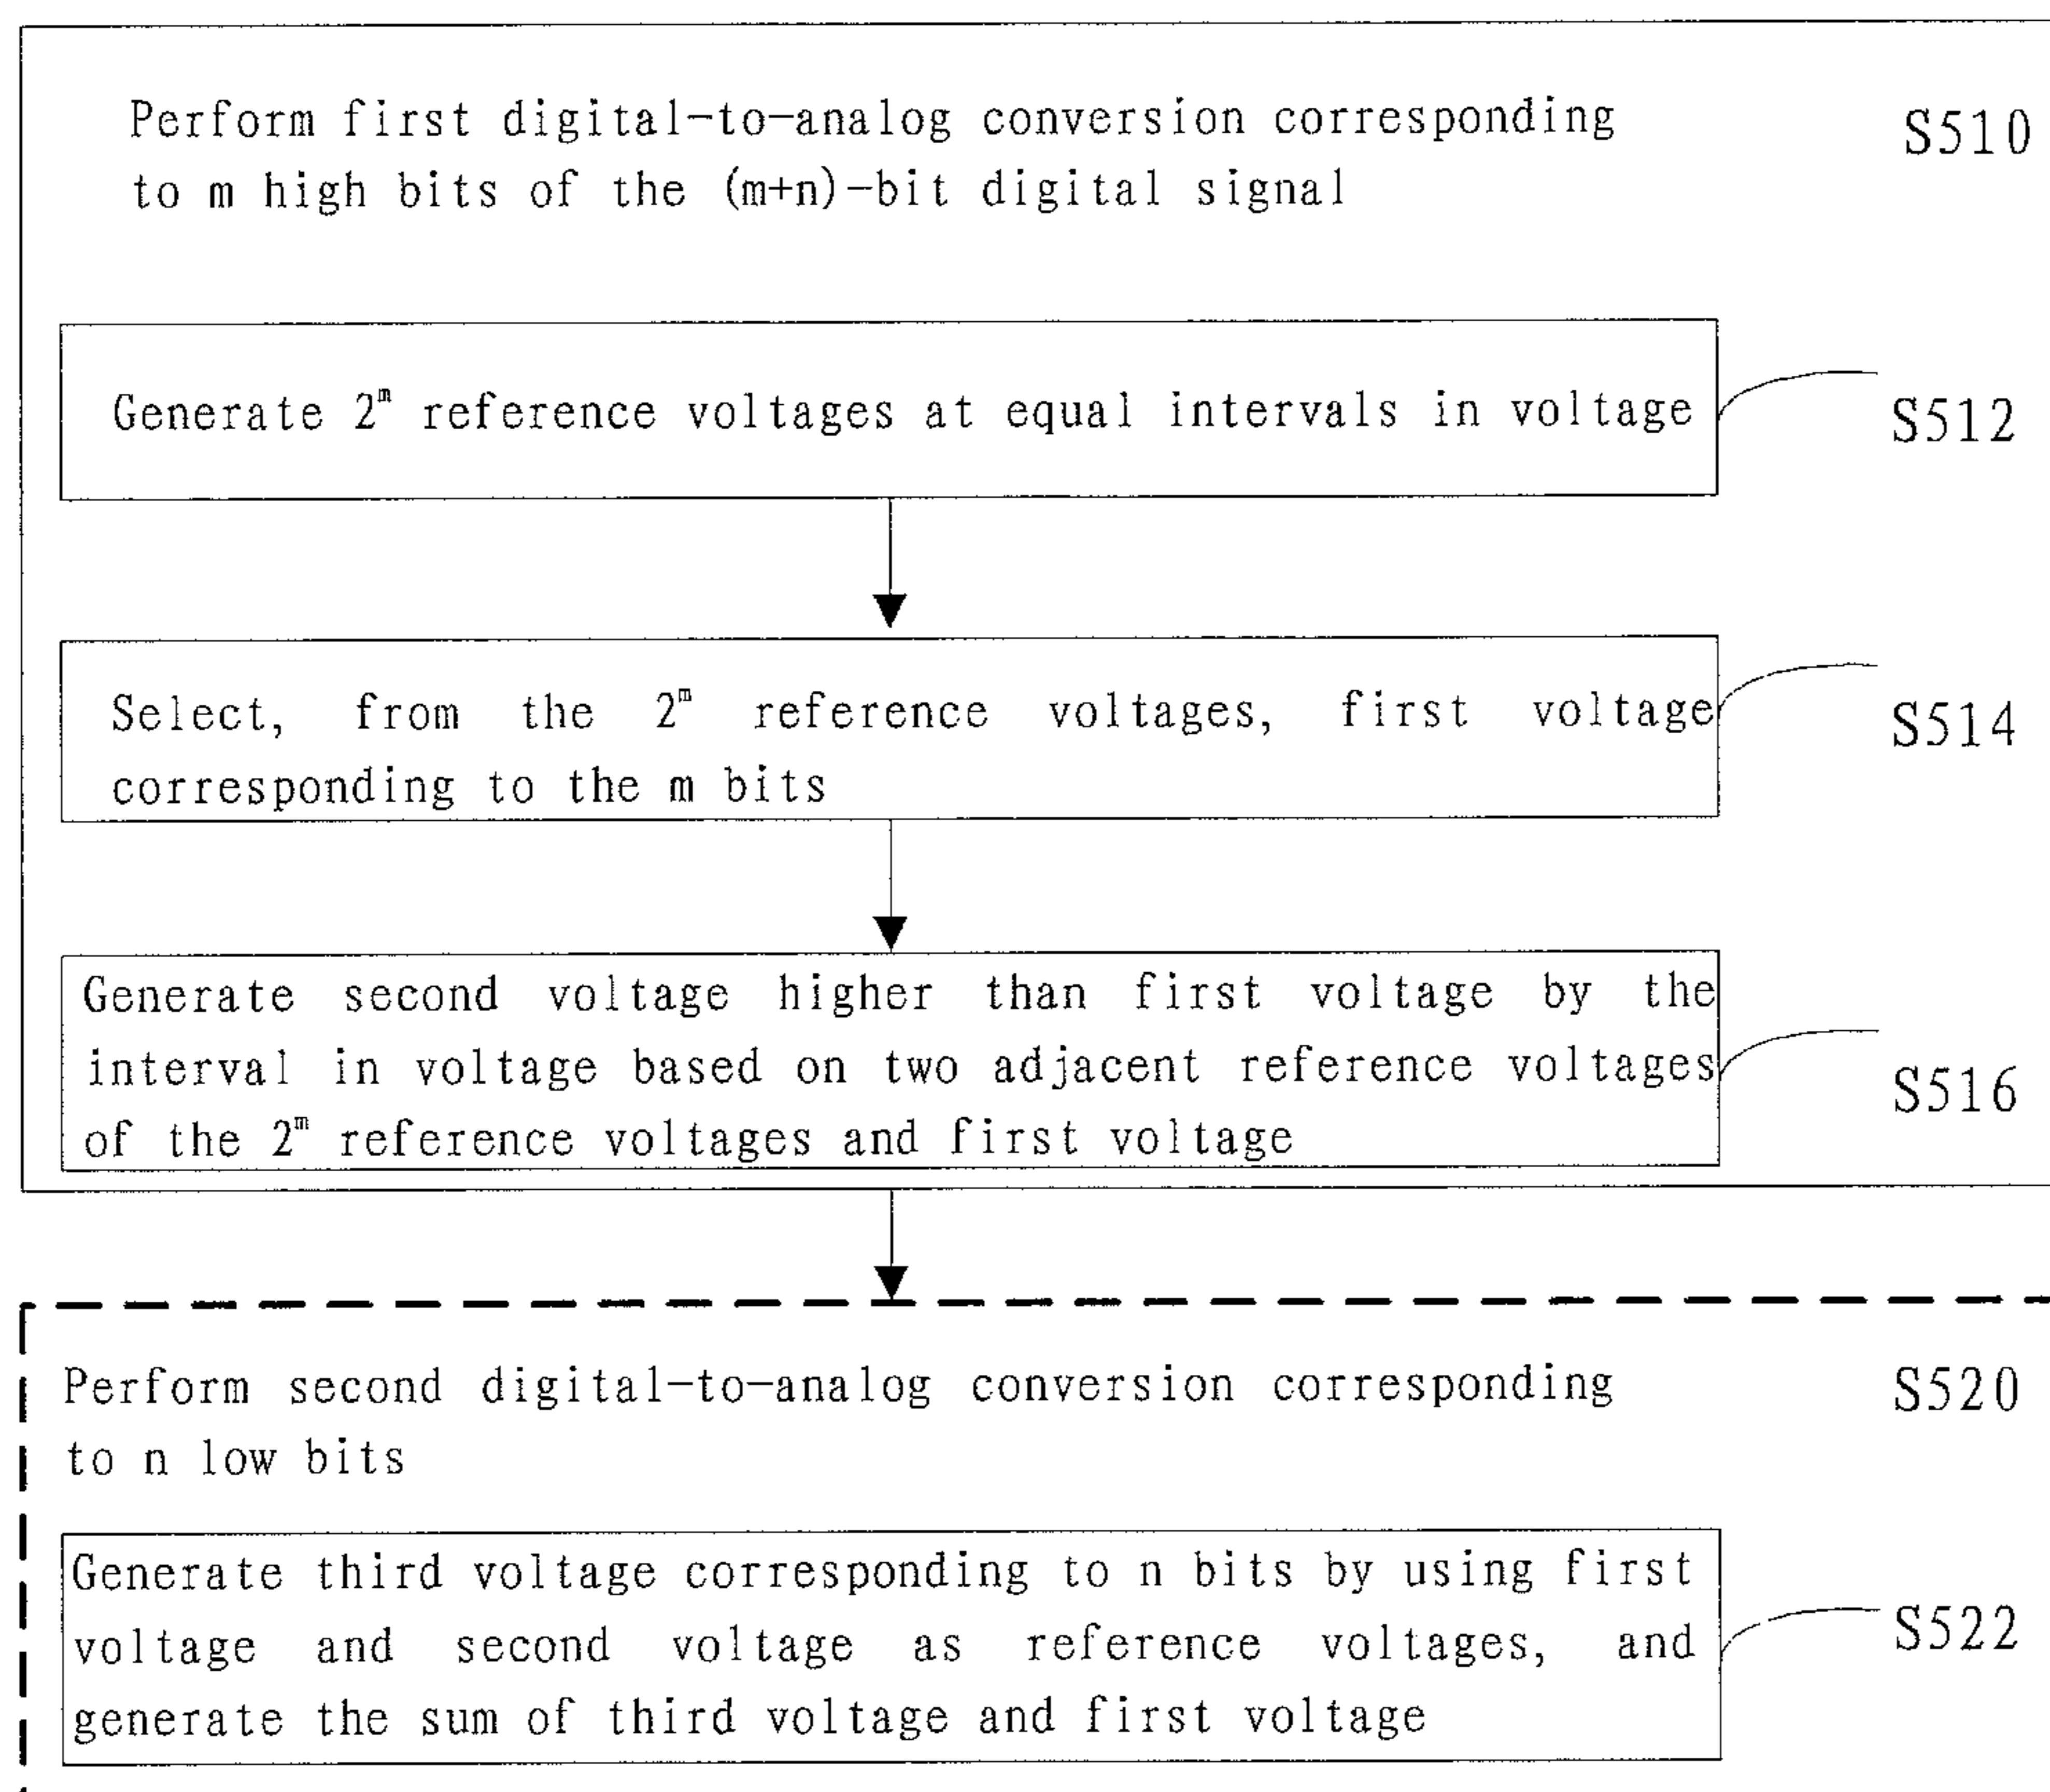 Perform first digital-to-analog conversion corresponding
to m high bits of the (m+n)-bit digital signal
S510
Generate 2^m reference voltages at equal intervals in voltage
S512
Select, from the 2^m reference voltages, first voltage
corresponding to the m bits
S514
Generate second voltage higher than first voltage by the
interval in voltage based on two adjacent reference voltages
of the 2^m reference voltages and first voltage
S516
Perform second digital-to-analog conversion corresponding
to n low bits
S520
Generate third voltage corresponding to n bits by using first
voltage and second voltage as reference voltages, and
generate the sum of third voltage and first voltage
S522